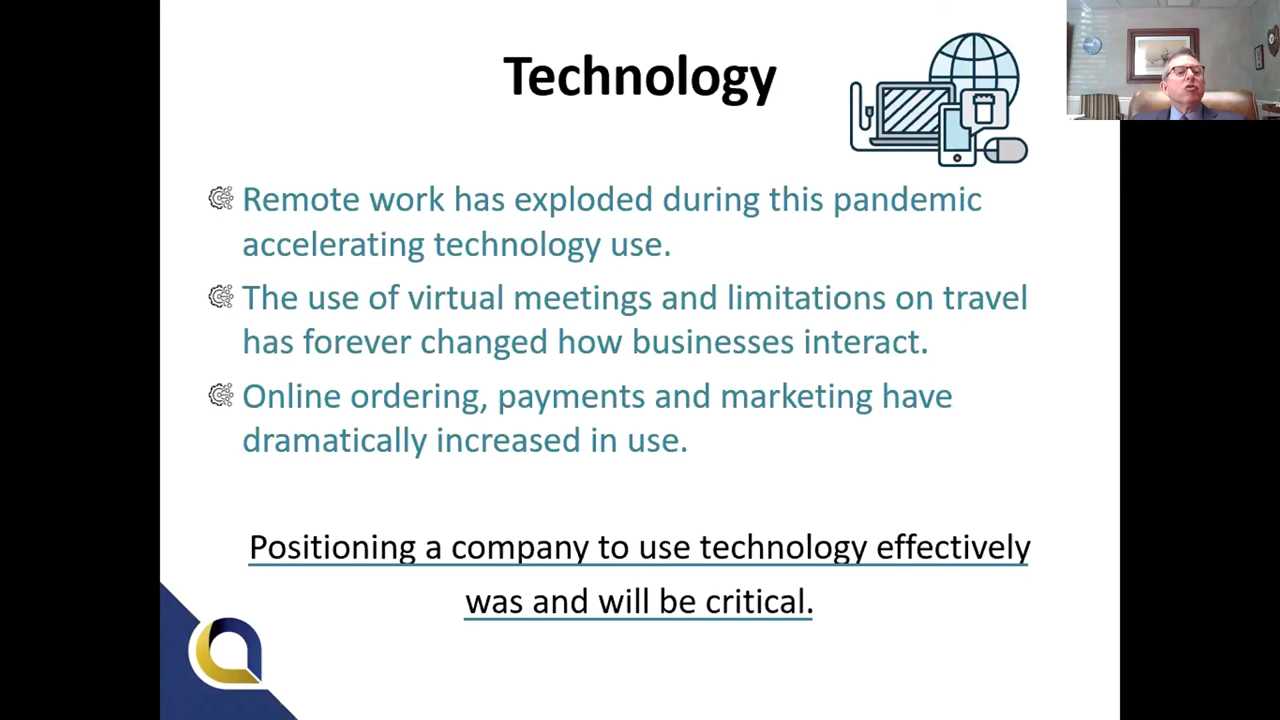 Technology
Remote work has exploded during this pandemic
accelerating technology use.
The use of virtual meetings and limitations on travel
has forever changed how businesses interact.
Online ordering, payments and marketing have
dramatically increased in use.
Positioning a company to use technology effectively
was and will be critical.